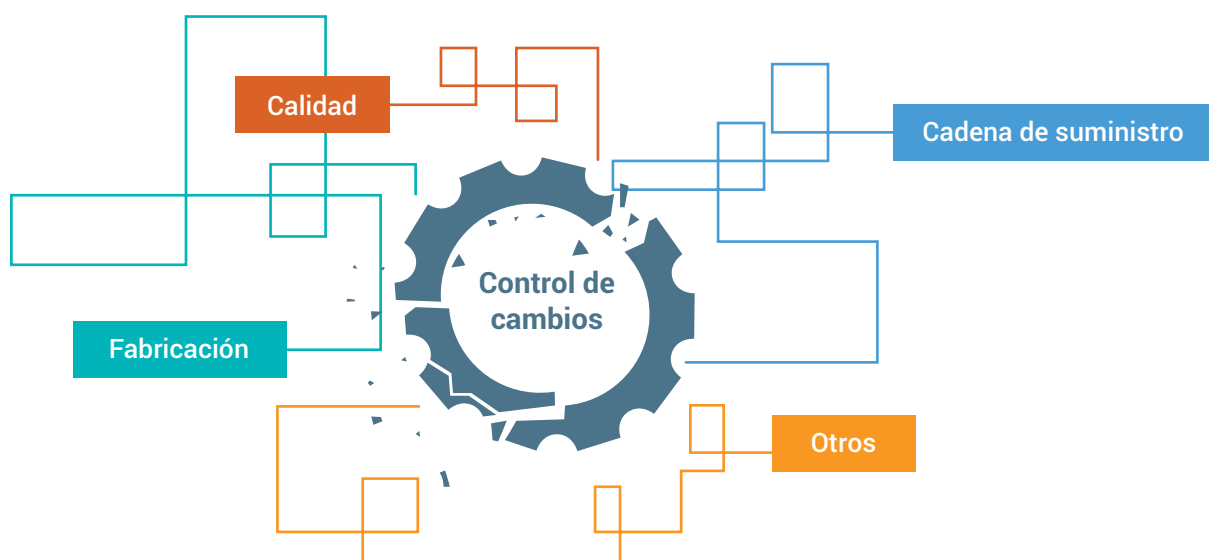 Calidad
Cadena de suministro
Control de
cambios
Fabricación
Otros